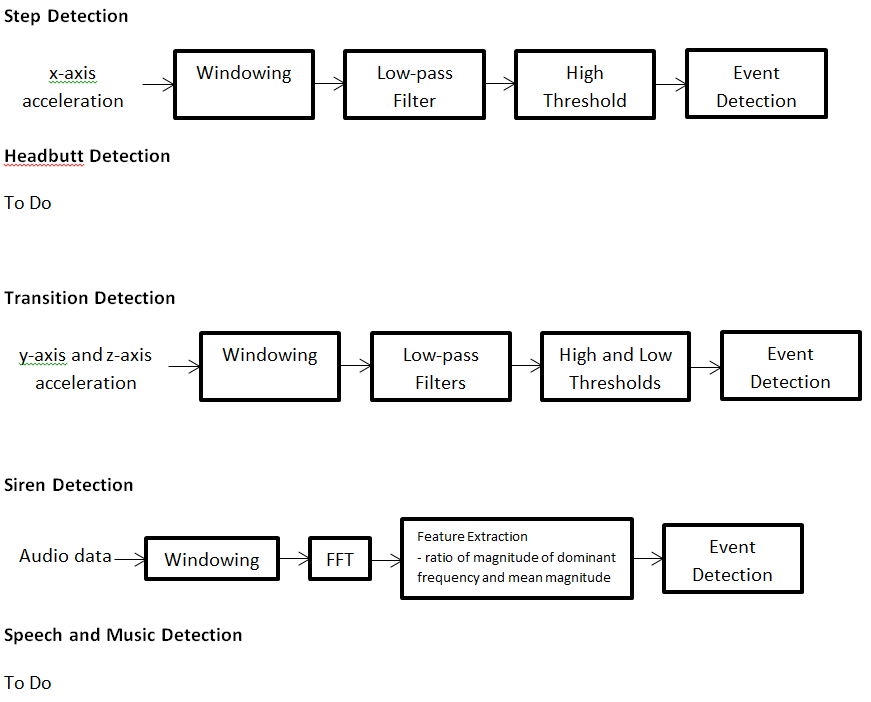 Step Detection
x-axis
acceleration
Windowing
Low-pass
Filter
High
Threshold
Event
Detection
Headbutt Detection
To Do
Transition Detection
y-axis and z-axis
acceleration
Windowing
Low-pass
Filters
High and Low
Thresholds
Event
Detection
Siren Detection
Audio data
Windowing
FFT
Feature Extraction
- ratio of magnitude of dominant
frequency and mean magnitude
Event
Detection
Speech and Music Detection
To Do